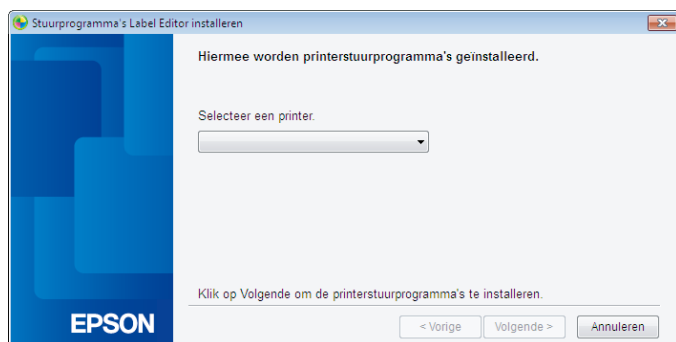 Stuurprogramma's Label Editor installeren
Hiermee worden printerstuurprogramma's geïnstalleerd.
Selecteer een printer.
Klik op Volgende om de printerstuurprogramma's te installeren.
EPSON
< Vorige
Volgende >
Annuleren